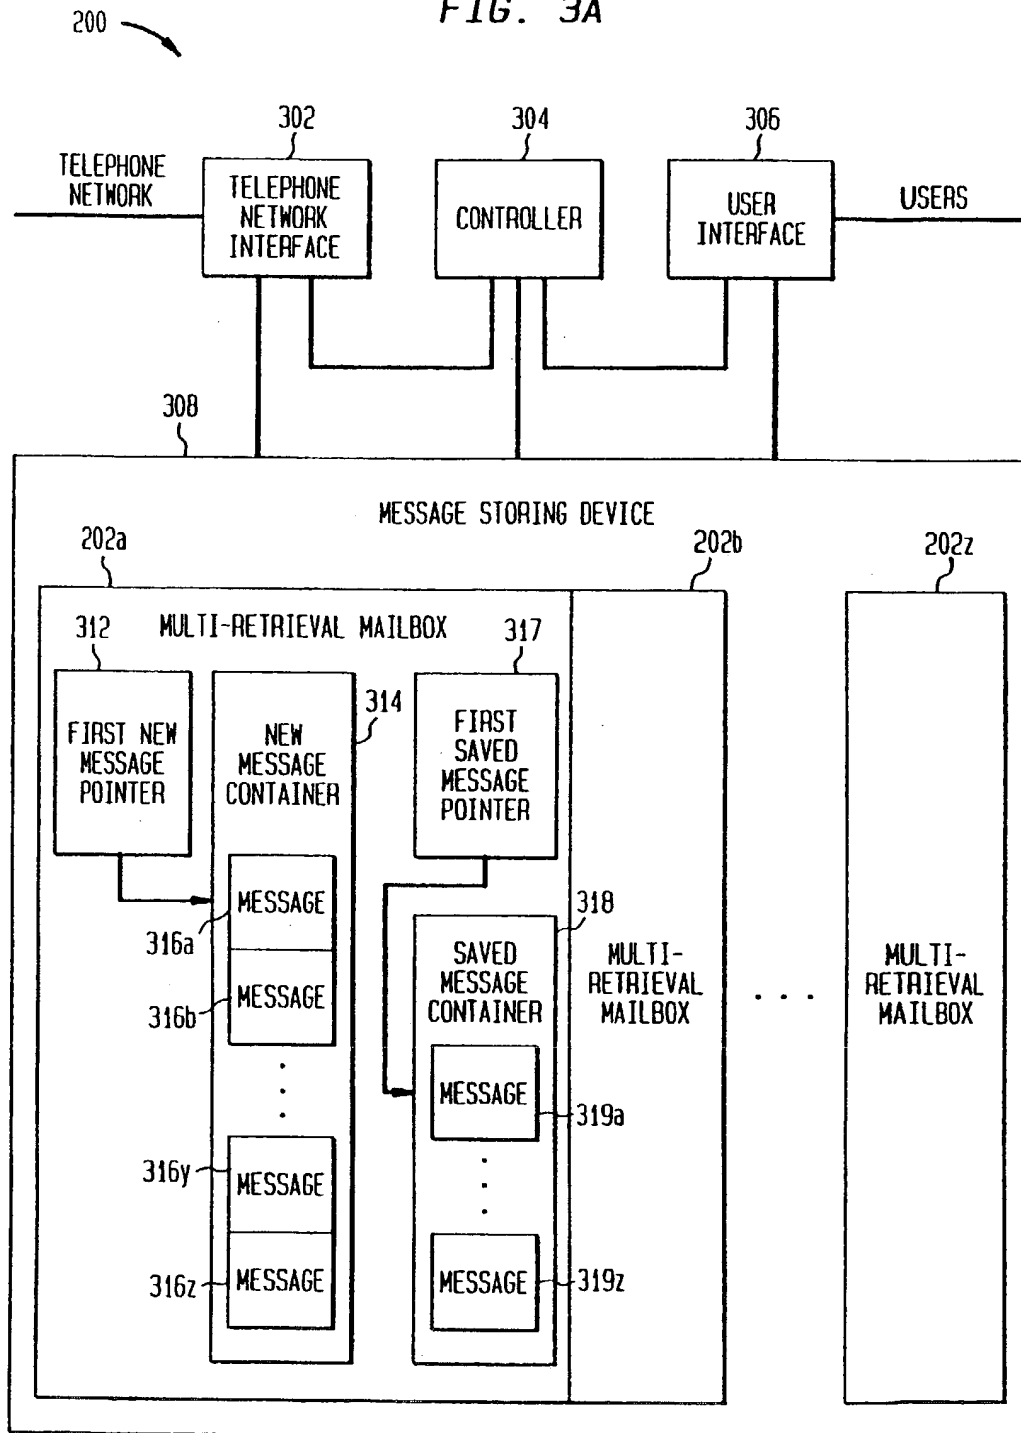 FIG. 3A
200
302
304
306
TELEPHONE
NETWORK
TELEPHONE
NETWORK
INTERFACE
CONTROLLER
USER
INTERFACE
USERS
308
MESSAGE STORING DEVICE
202a
202b
202z
312
MULTI-RETRIEVAL MAILBOX
317
314
FIRST NEW
MESSAGE
POINTER
NEW
MESSAGE
CONTAINER
FIRST
SAVED
MESSAGE
POINTER
MESSAGE
316a
MESSAGE
316b
318
SAVED
MESSAGE
CONTAINER
MULTI-
RETRIEVAL
MAILBOX
. . .
MULTI-
RETRIEVAL
MAILBOX
MESSAGE
319a
316y
MESSAGE
316z
MESSAGE
MESSAGE
319z